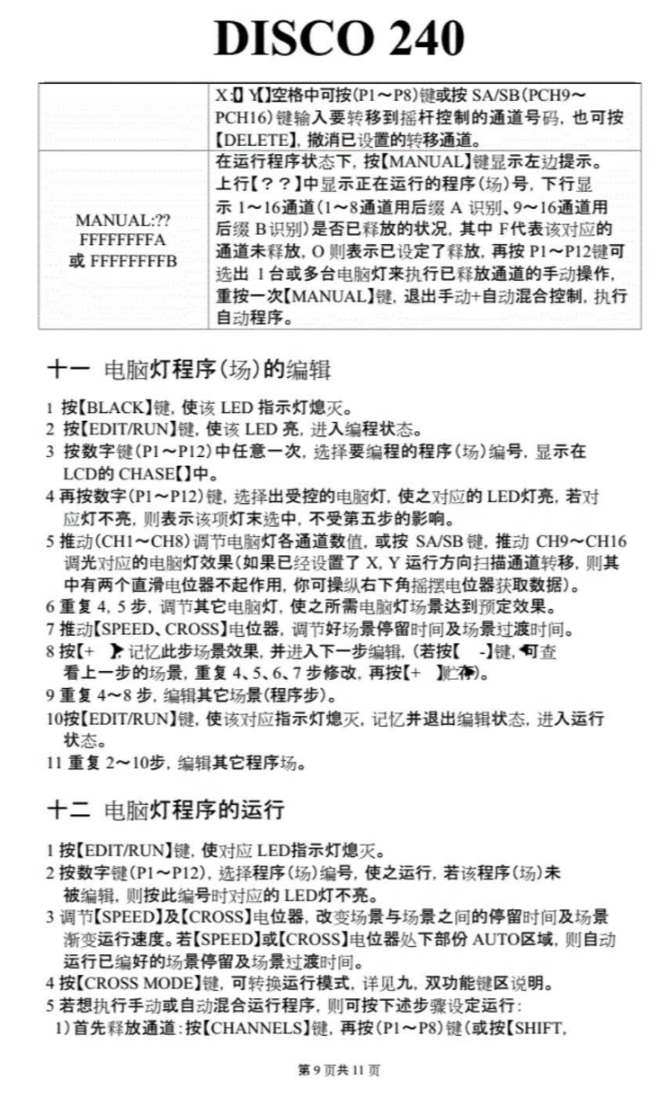 DISCO 240
X:【】 Y【】空格中可按(P1～P8)键或按 SA/SB(PCH9～
PCH16)键输入要转移到摇杆控制的通道号码, 也可按
【DELETE】, 撤消已设置的转移通道。
MANUAL:??
FFFFFFFFA
或 FFFFFFFFB
在运行程序状态下, 按【MANUAL】键显示左边提示。
上行【? ?】中显示正在运行的程序(场)号, 下行显
示 1～16通道(1～8通道用后缀 A 识别、9～16通道用
后缀 B识别)是否已释放的状况, 其中 F代表该对应的
通道未释放, O 则表示已设定了释放, 再按 P1～P12键可
选出 1 台或多台电脑灯来执行已释放通道的手动操作,
重按一次【MANUAL】键, 退出手动+自动混合控制, 执行
自动程序。
十一 电脑灯程序(场)的编辑
1 按【BLACK】键, 使该 LED 指示灯熄灭。
2 按【EDIT/RUN】键, 使该 LED 亮, 进入编程状态。
3 按数字键(P1～P12)中任意一次, 选择要编程的程序(场)编号, 显示在
LCD的 CHASE【】中。
4 再按数字(P1～P12)键, 选择出受控的电脑灯, 使之对应的 LED灯亮, 若对
应灯不亮, 则表示该项灯末选中, 不受第五步的影响。
5 推动(CH1～CH8)调节电脑灯各通道数值, 或按 SA/SB 键, 推动 CH9～CH16
调光对应的电脑灯效果(如果已经设置了 X, Y 运行方向扫描通道转移, 则其
中有两个直滑电位器不起作用, 你可操纵右下角摇摆电位器获取数据)。
6 重复 4, 5 步, 调节其它电脑灯, 使之所需电脑灯场景达到预定效果。
7 推动【SPEED、CROSS】电位器, 调节好场景停留时间及场景过渡时间。
8 按【+ 】, 记忆此步场景效果, 并进入下一步编辑, (若按【 -】键, 可查
看上一步的场景, 重复 4、5、6、7 步修改, 再按【+ 】贮存)。
9 重复 4～8 步, 编辑其它场景(程序步)。
10按【EDIT/RUN】键, 使该对应指示灯熄灭, 记忆并退出编辑状态, 进入运行
状态。
11 重复 2～10步, 编辑其它程序场。
十二 电脑灯程序的运行
1 按【EDIT/RUN】键, 使对应 LED指示灯熄灭。
2 按数字键(P1～P12), 选择程序(场)编号, 使之运行, 若该程序(场)未
被编辑, 则按此编号时对应的 LED灯不亮。
3 调节【SPEED】及【CROSS】电位器, 改变场景与场景之间的停留时间及场景
渐变运行速度。若【SPEED】或【CROSS】电位器处下部份 AUTO区域, 则自动
运行已编好的场景停留及场景过渡时间。
4 按【CROSS MODE】键, 可转换运行模式, 详见九, 双功能键区说明。
5 若想执行手动或自动混合运行程序, 则可按下述步骤设定运行:
1)首先释放通道:按【CHANNELS】键, 再按(P1～P8)键(或按【SHIFT,
第 9 页共 11 页